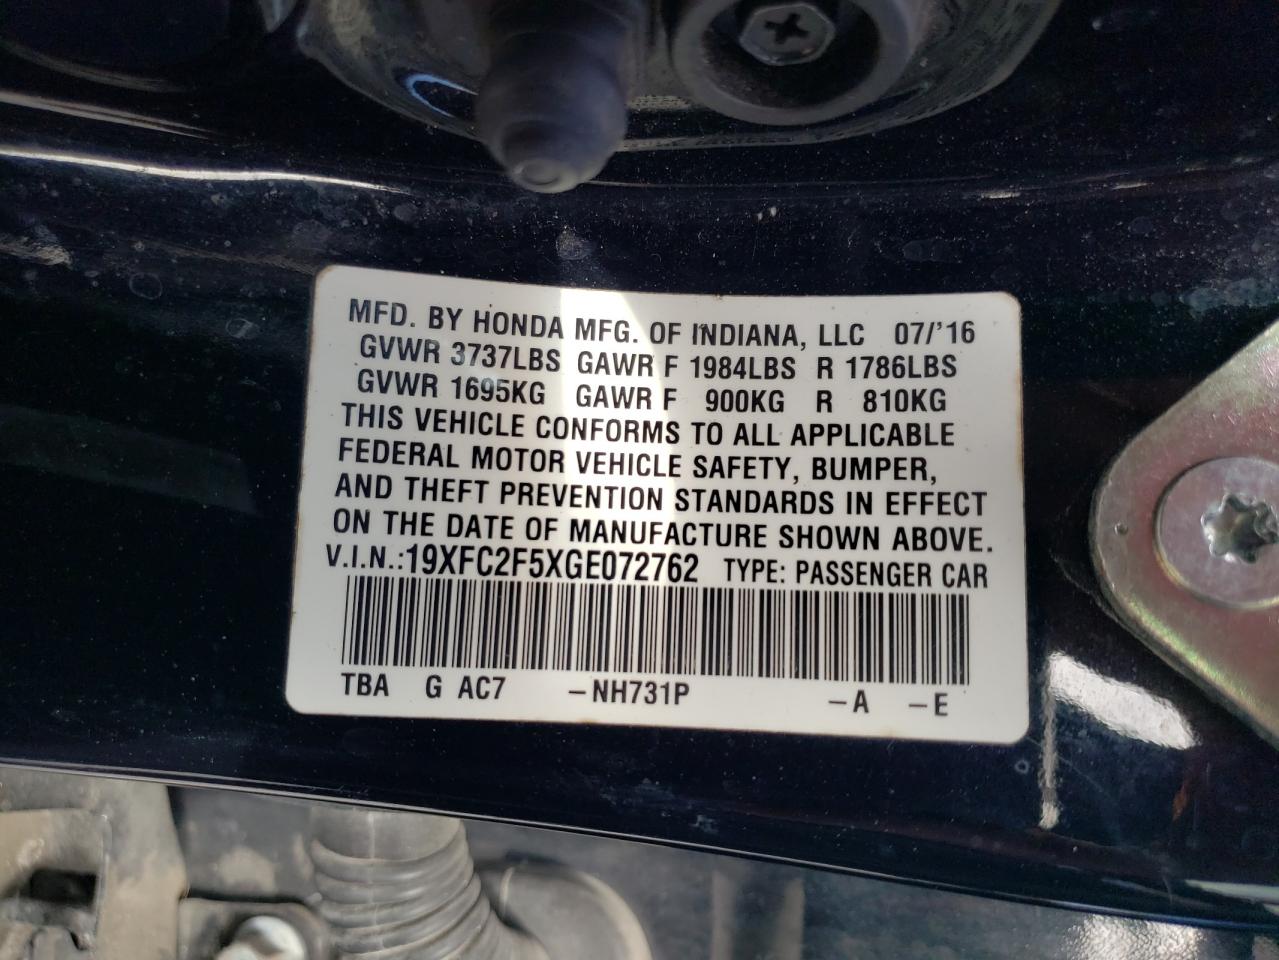 MFD. BY HONDA MFG. OF INDIANA, LLC 07/'16
GVWR 3737LBS GAWR F 1984LBS R 1786LBS
GVWR 1695KG GAWR F 900KG R 810KG
THIS VEHICLE CONFORMS TO ALL APPLICABLE
FEDERAL MOTOR VEHICLE SAFETY, BUMPER,
AND THEFT PREVENTION STANDARDS IN EFFECT
ON THE DATE OF MANUFACTURE SHOWN ABOVE.
V.I.N.:19XFC2F5XGE072762 TYPE: PASSENGER CAR
TBA G AC7 -NH731P -A -E